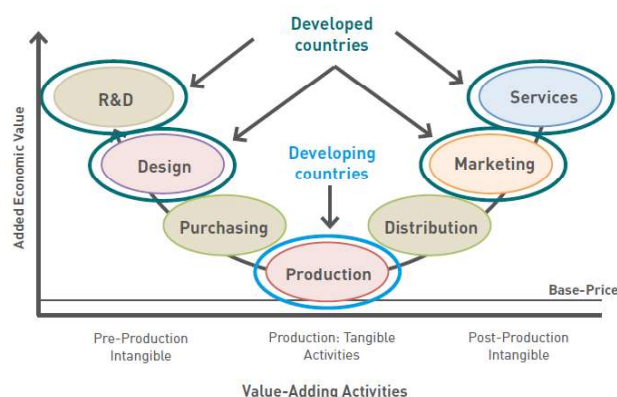 Developed
countries
R&D
Services
Design
Developing
countries
Marketing
Purchasing
Distribution
Production
Added Economic Value
Base-Price
Pre-Production
Intangible
Production: Tangible
Activities
Post-Production
Intangible
Value-Adding Activities